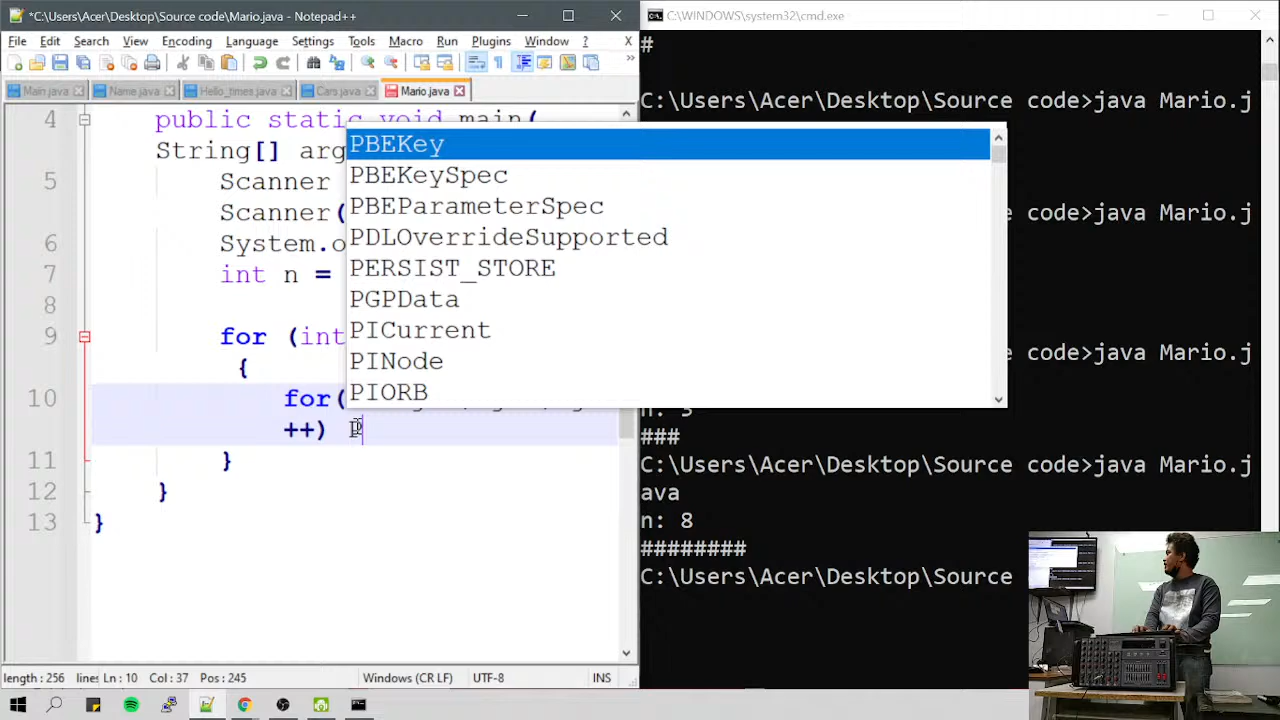 *C:\Users\Acer\Desktop\Source code\Mario.java - Notepad++
C:\WINDOWS\system32\cmd.exe
File Edit Search View Encoding Language Settings Tools Macro Run Plugins Window ? X
Main.java Name.java Hello_times.java Cars.java Mario.java
4 public static void main(
String[] arg
5 Scanner
Scanner(
6 System.o
7 int n =
8
9 for (int
{
10 for(
++) P
11 }
12 }
13 }
PBEKey
PBEKeySpec
PBEParameterSpec
PDLOverrideSupported
PERSIST_STORE
PGPData
PICurrent
PINode
PIORB
#
C:\Users\Acer\Desktop\Source code>java Mario.j
ce code>java Mario.j
ce code>java Mario.j
n: 3
###
C:\Users\Acer\Desktop\Source code>java Mario.j
ava
n: 8
########
C:\Users\Acer\Desktop\Source
length : 256 Ln : 10 Col : 37 Pos : 245 Windows (CR LF) UTF-8 INS